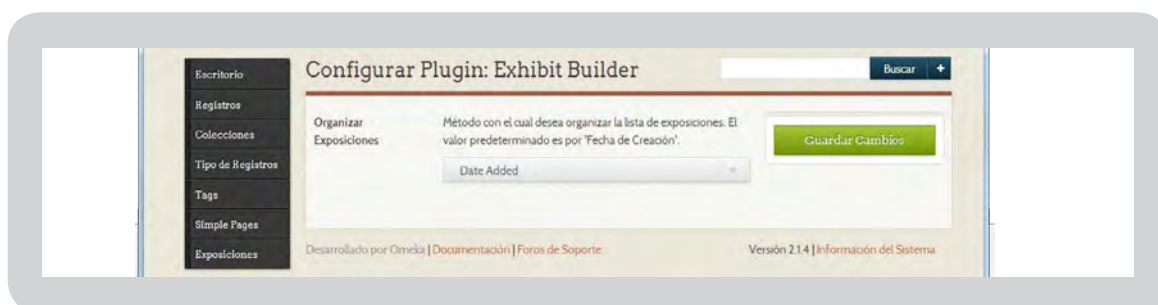 Escritorio
Registros
Colecciones
Tipo de Registros
Tags
Simple Pages
Exposiciones
Configurar Plugin: Exhibit Builder
Buscar +
Organizar
Exposiciones
Método con el cual desea organizar la lista de exposiciones. El
valor predeterminado es por 'Fecha de Creación'.
Date Added
Guardar Cambios
Desarrollado por Omeka | Documentación | Foros de Soporte
Versión 2.1.4 | Información del Sistema